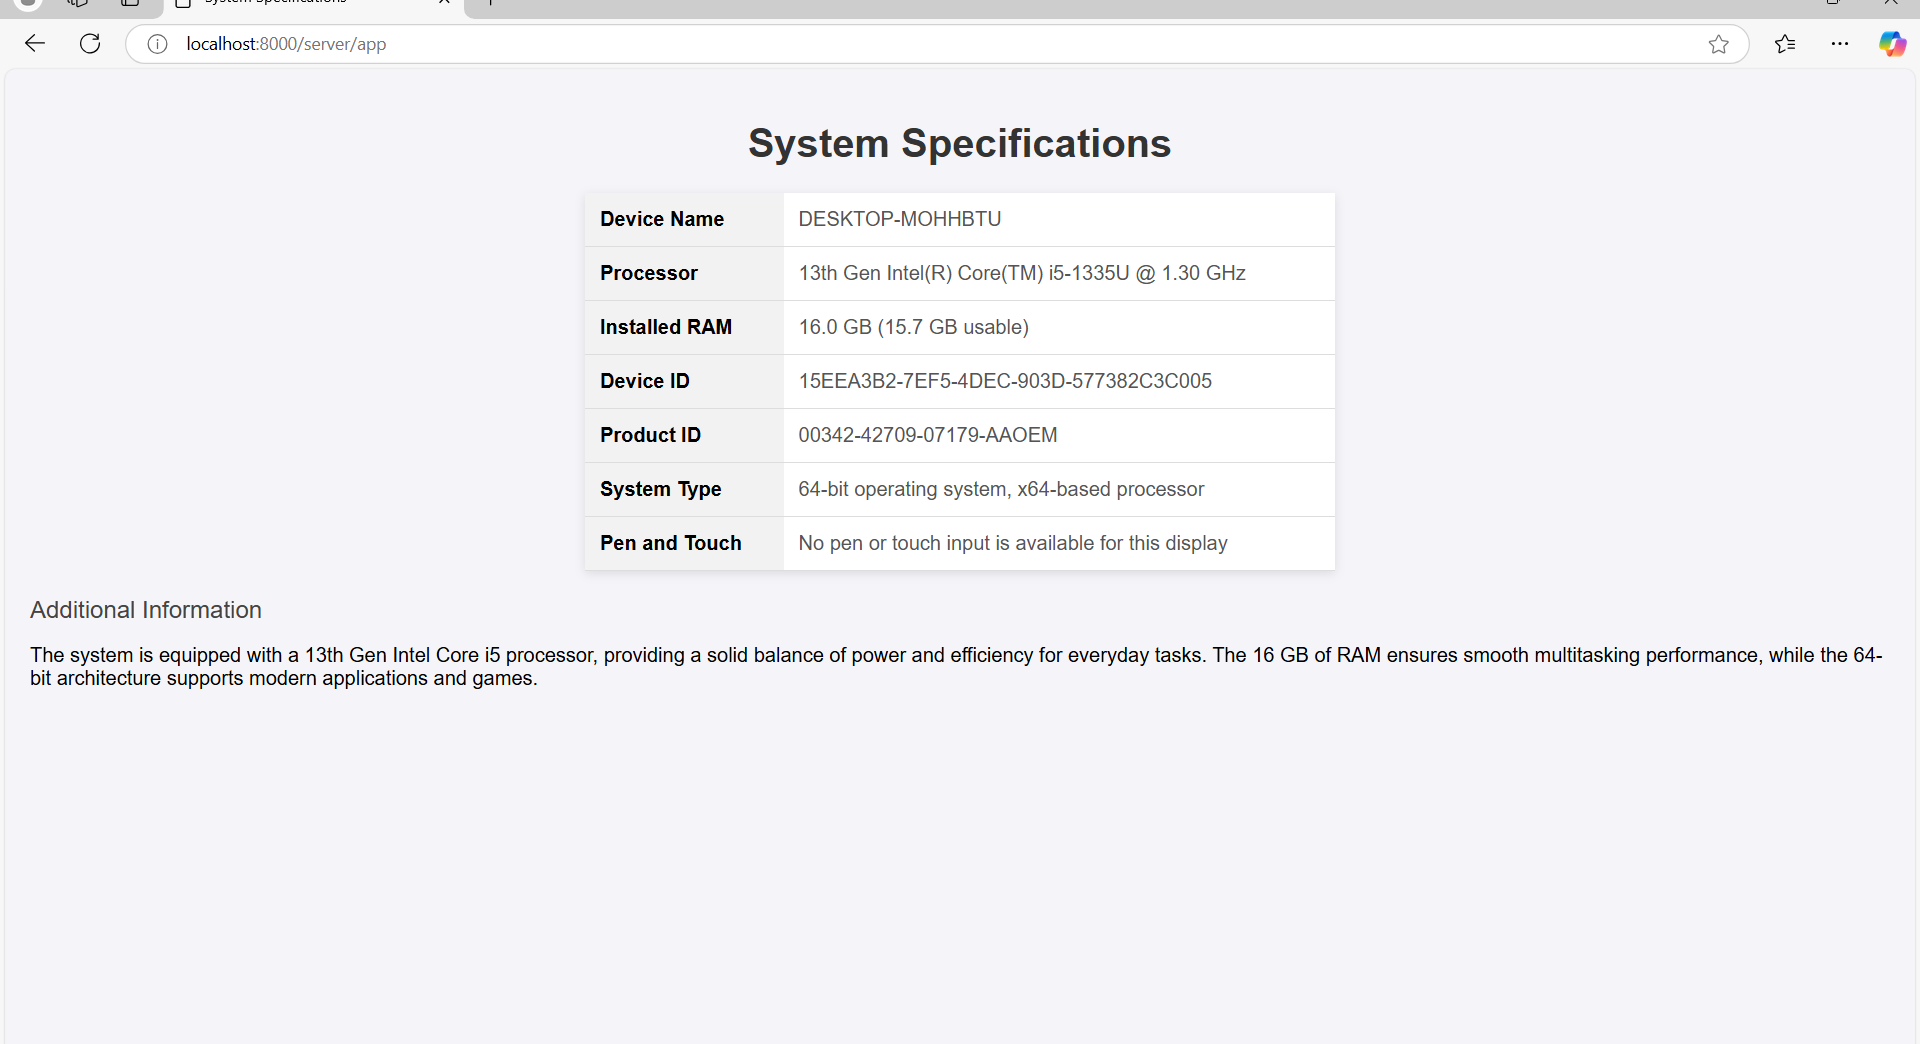 System Specifications
localhost:8000/server/app
System Specifications
Device Name DESKTOP-MOHHBTU
Processor 13th Gen Intel(R) Core(TM) i5-1335U @ 1.30 GHz
Installed RAM 16.0 GB (15.7 GB usable)
Device ID 15EEA3B2-7EF5-4DEC-903D-577382C3C005
Product ID 00342-42709-07179-AAOEM
System Type 64-bit operating system, x64-based processor
Pen and Touch No pen or touch input is available for this display
Additional Information
The system is equipped with a 13th Gen Intel Core i5 processor, providing a solid balance of power and efficiency for everyday tasks. The 16 GB of RAM ensures smooth multitasking performance, while the 64-
bit architecture supports modern applications and games.